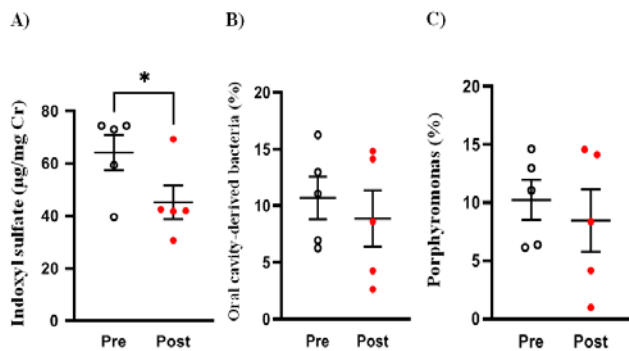 A)
Indoxyl sulfate (µg/mg Cr)
80
60
40
20
0
*
Pre
Post
B)
Oral cavity-derived bacteria (%)
20
15
10
5
0
Pre
Post
C)
Porphyromonas (%)
20
15
10
5
0
Pre
Post